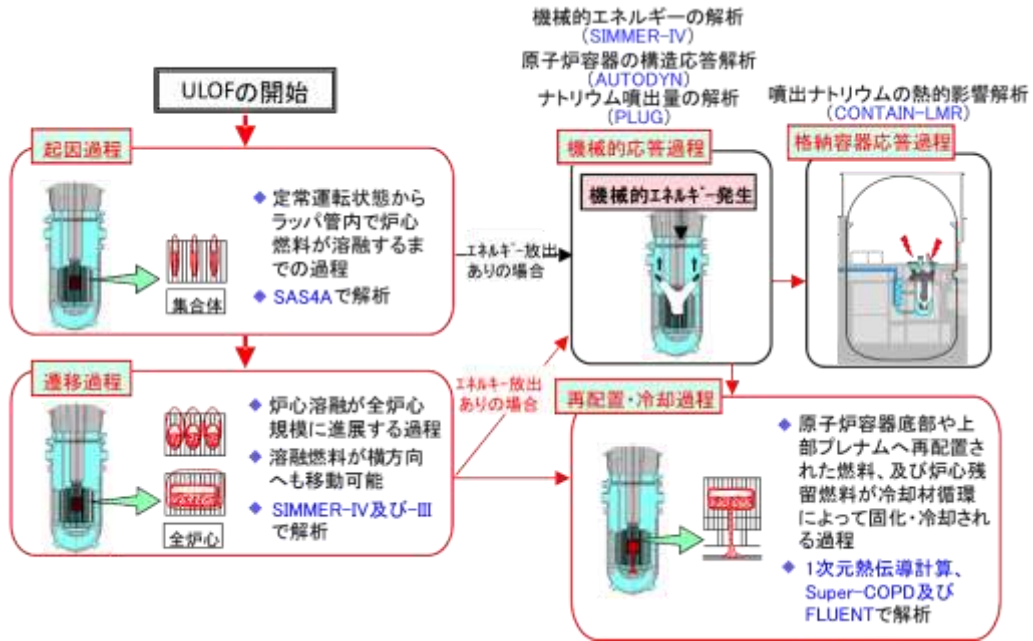 機械的エネルギーの解析
(SIMMER-IV)
原子炉容器の構造応答解析
(AUTODYN)
ナトリウム噴出量の解析
(PLUG)
噴出ナトリウムの熱的影響解析
(CONTAIN-LMR)
ULOFの開始
起因過程
◆ 定常運転状態から
ラッパ管内で炉心
燃料が溶融するま
での過程
◆ SAS4Aで解析
集合体
エネルギー放出
ありの場合
機械的応答過程
機械的エネルギー発生
格納容器応答過程
遷移過程
◆ 炉心溶融が全炉心
規模に進展する過程
◆ 溶融燃料が横方向
へも移動可能
◆ SIMMER-IV及び-III
で解析
全炉心
エネルギー放出
ありの場合
再配置・冷却過程
◆ 原子炉容器底部や上
部プレナムへ再配置さ
れた燃料、及び炉心残
留燃料が冷却材循環
によって固化・冷却され
る過程
◆ 1次元熱伝導計算、
Super-COPD及び
FLUENTで解析